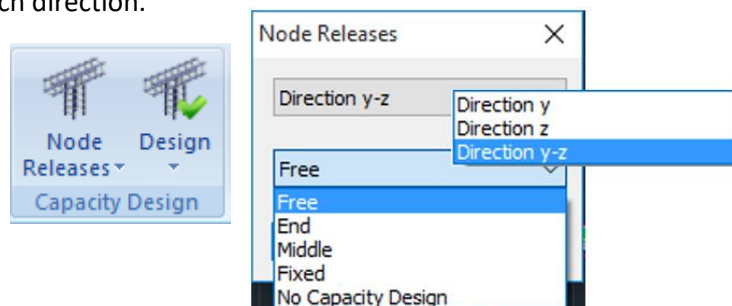 ch direction.
Node Releases
Design
Capacity Design
Node Releases
Direction y-z
Direction y
Direction z
Direction y-z
Free
Free
End
Middle
Fixed
No Capacity Design